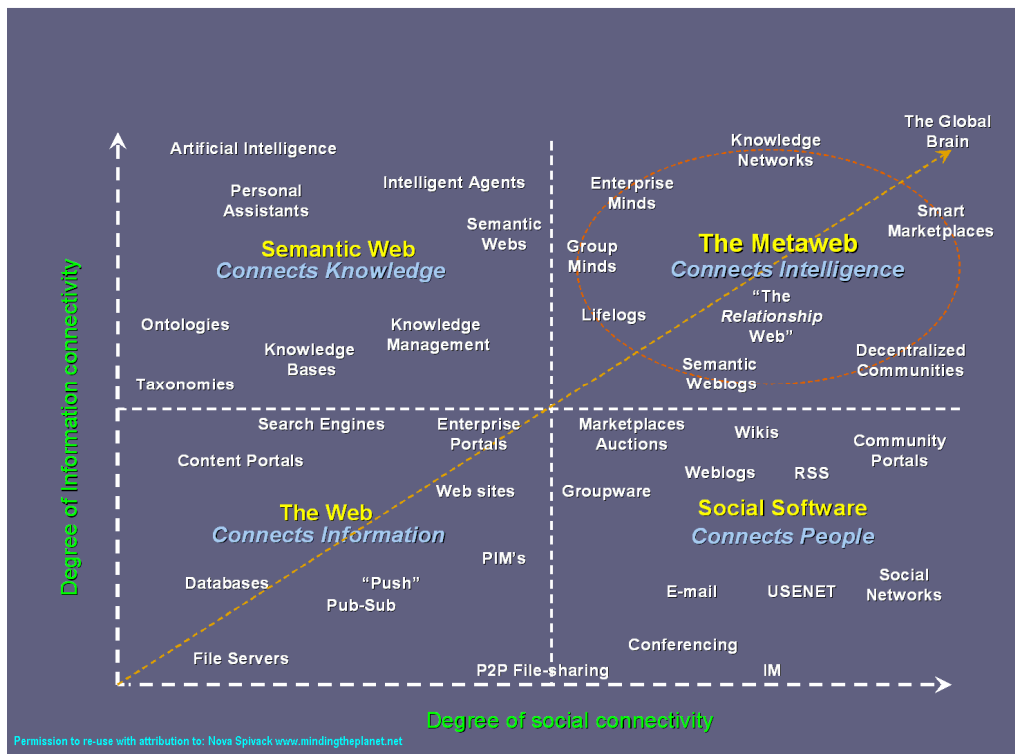 The Global
Brain
Knowledge
Networks
Artificial Intelligence
Intelligent Agents
Enterprise
Minds
Personal
Assistants
Smart
Marketplaces
Semantic
Webs
Semantic Web
Connects Knowledge
Group
Minds
The Metaweb
Connects Intelligence
“The
Relationship
Web”
Lifelogs
Ontologies
Knowledge
Management
Knowledge
Bases
Decentralized
Communities
Semantic
Weblogs
Taxonomies
Degree of Information connectivity
Search Engines
Enterprise
Portals
Marketplaces
Auctions
Wikis
Community
Portals
Content Portals
Weblogs
RSS
Web sites
Groupware
The Web
Connects Information
Social Software
Connects People
PIM's
Databases
“Push”
Pub-Sub
E-mail
USENET
Social
Networks
Conferencing
File Servers
P2P File-sharing
IM
Degree of social connectivity
Permission to re-use with attribution to: Nova Spivack www.mindingtheplanet.net